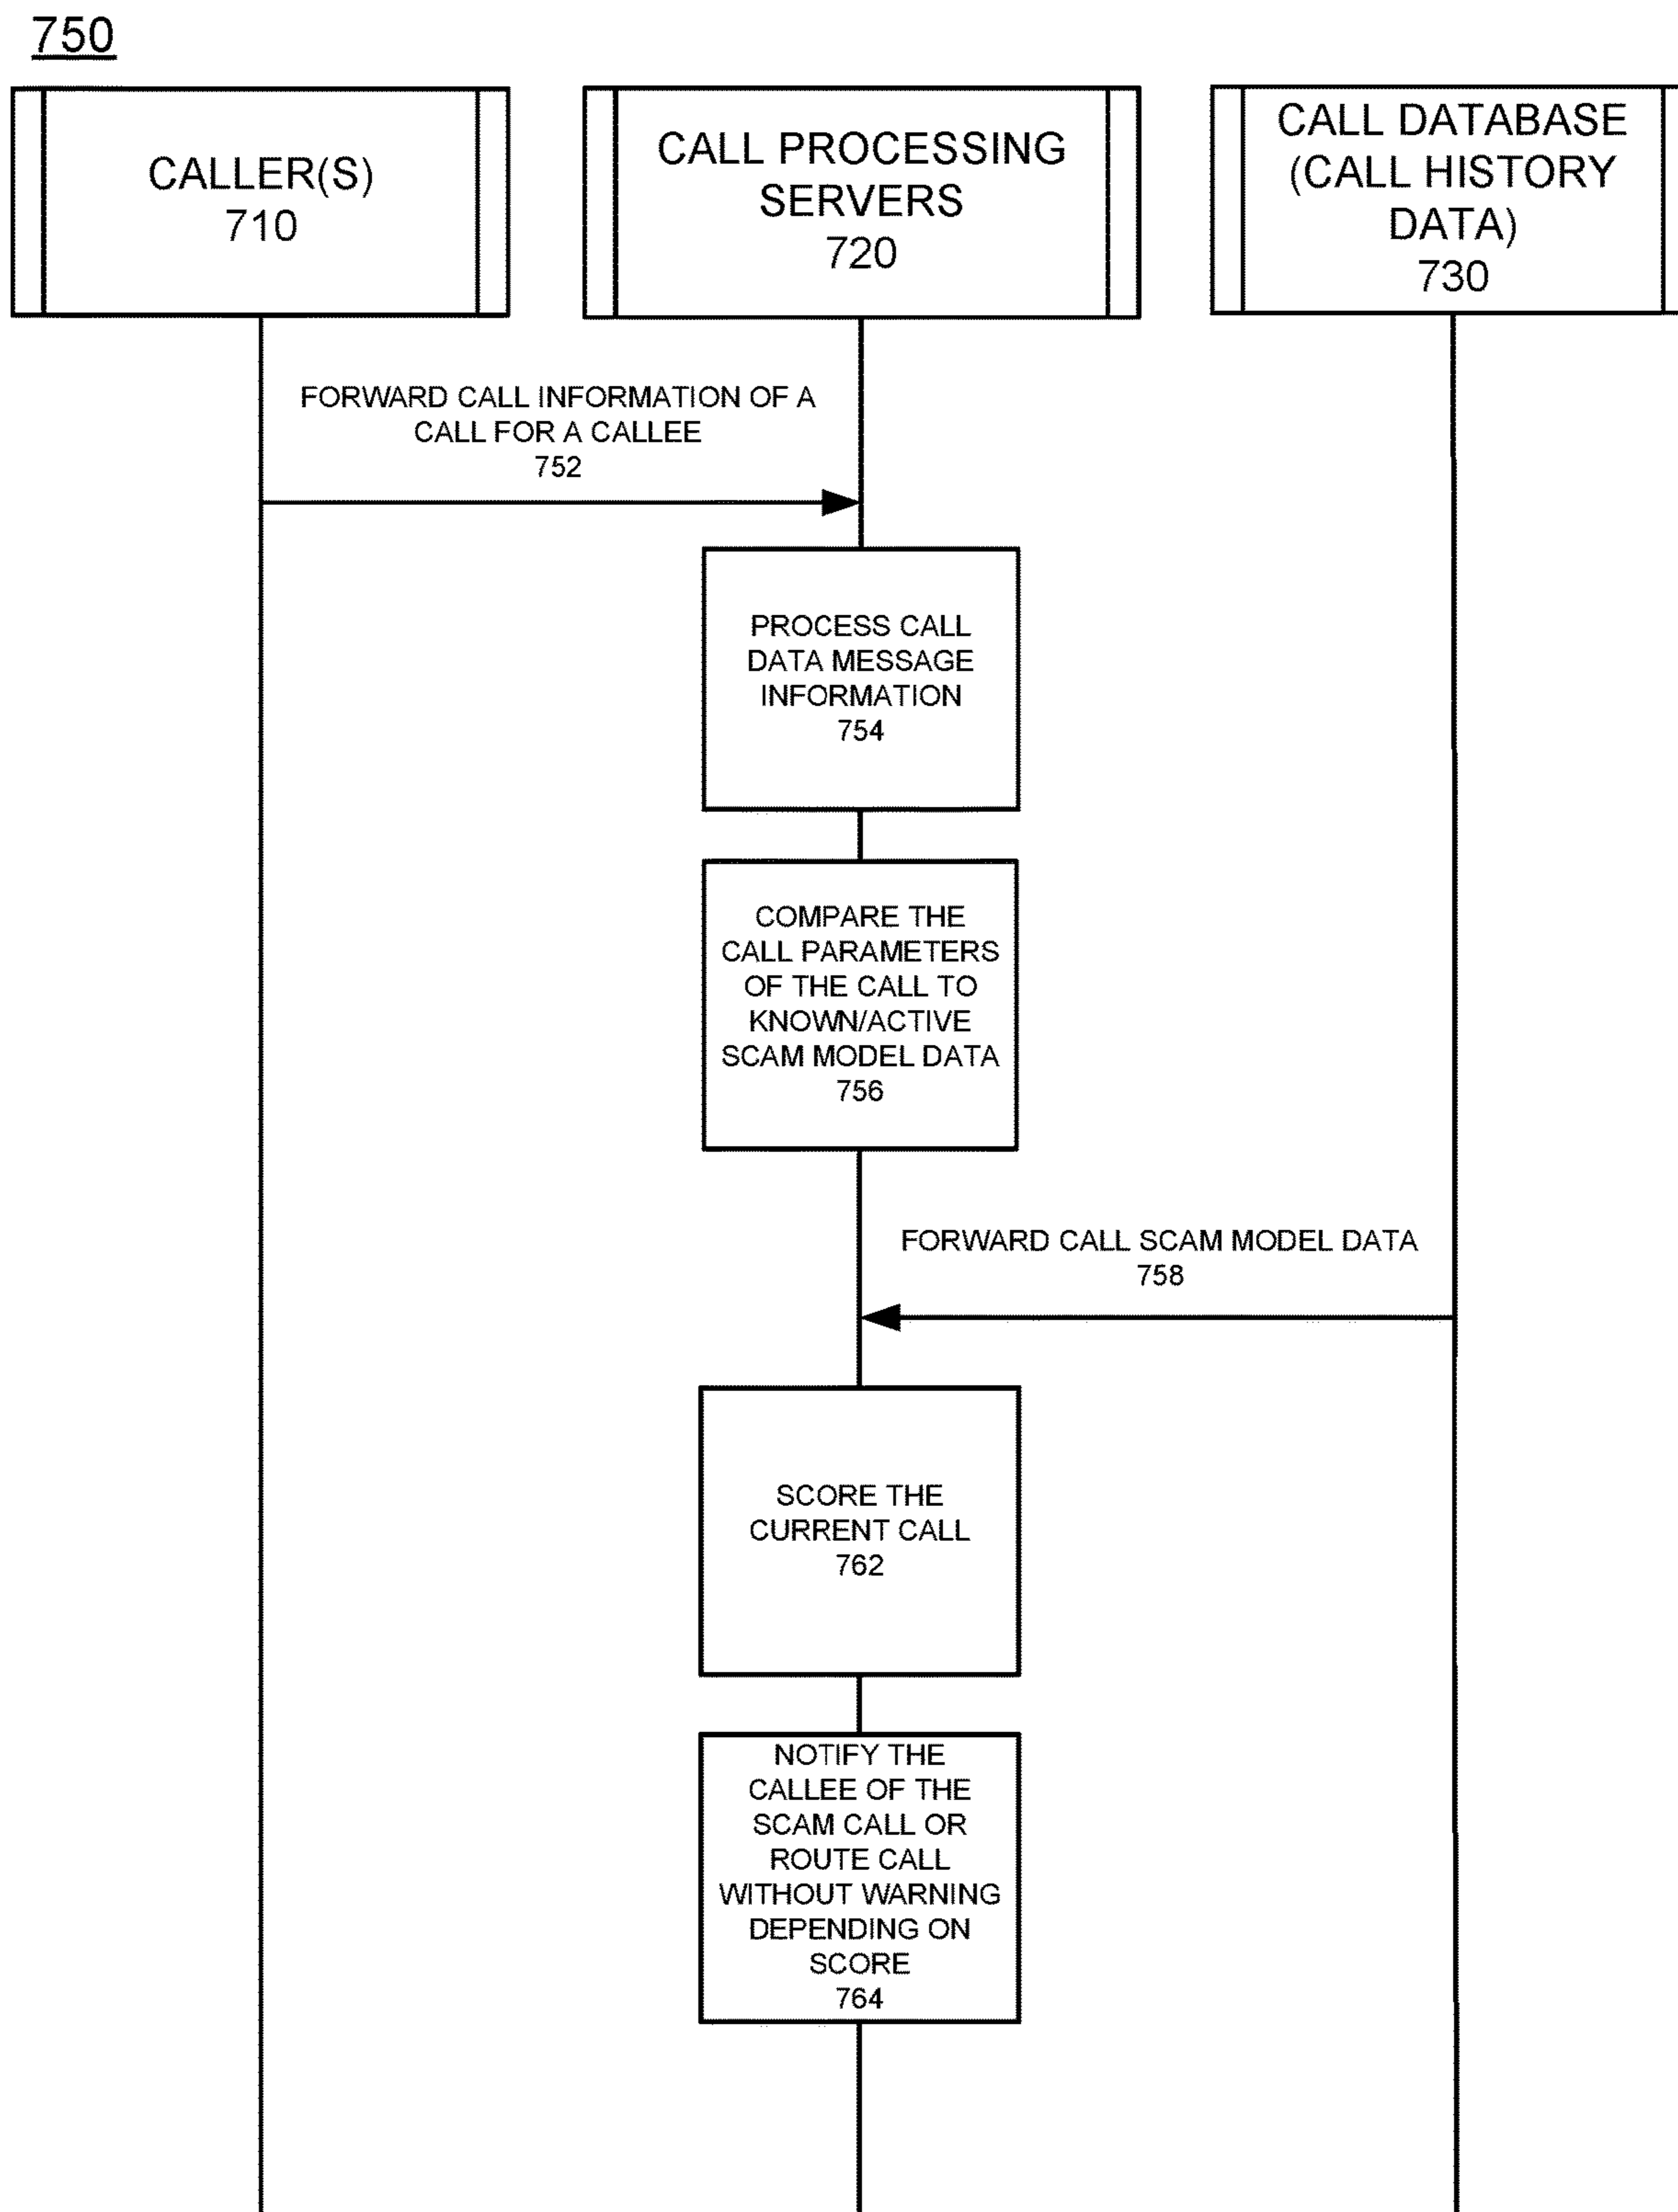 750
CALLER(S)
710
CALL PROCESSING
SERVERS
720
CALL DATABASE
(CALL HISTORY
DATA)
730
FORWARD CALL INFORMATION OF A
CALL FOR A CALLEE
752
PROCESS CALL
DATA MESSAGE
INFORMATION
754
COMPARE THE
CALL PARAMETERS
OF THE CALL TO
KNOWN/ACTIVE
SCAM MODEL DATA
756
FORWARD CALL SCAM MODEL DATA
758
SCORE THE
CURRENT CALL
762
NOTIFY THE
CALLEE OF THE
SCAM CALL OR
ROUTE CALL
WITHOUT WARNING
DEPENDING ON
SCORE
764